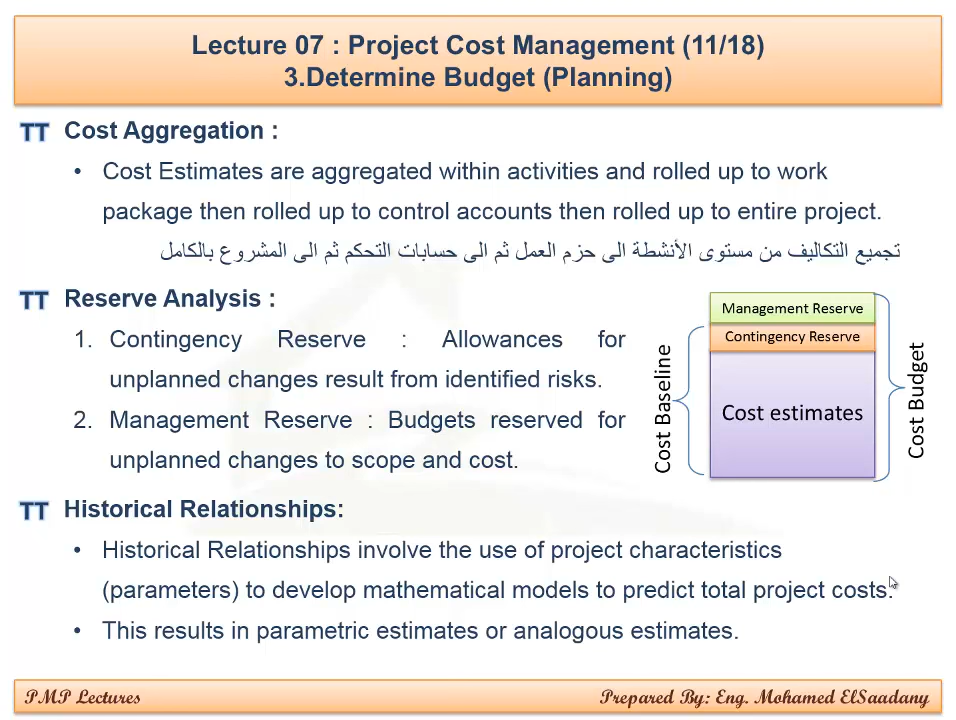 Lecture 07 : Project Cost Management (11/18)
3.Determine Budget (Planning)
TT Cost Aggregation :
• Cost Estimates are aggregated within activities and rolled up to work
package then rolled up to control accounts then rolled up to entire project.
تجميع التكاليف من مستوى الأنشطة الى حزم العمل ثم الى حسابات التحكم ثم الى المشروع بالكامل
TT Reserve Analysis :
1. Contingency Reserve : Allowances for
unplanned changes result from identified risks.
2. Management Reserve : Budgets reserved for
unplanned changes to scope and cost.
Cost Baseline
Management Reserve
Contingency Reserve
Cost estimates
Cost Budget
TT Historical Relationships:
• Historical Relationships involve the use of project characteristics
(parameters) to develop mathematical models to predict total project costs.
• This results in parametric estimates or analogous estimates.
PMP Lectures
Prepared By: Eng. Mohamed ElSaadany